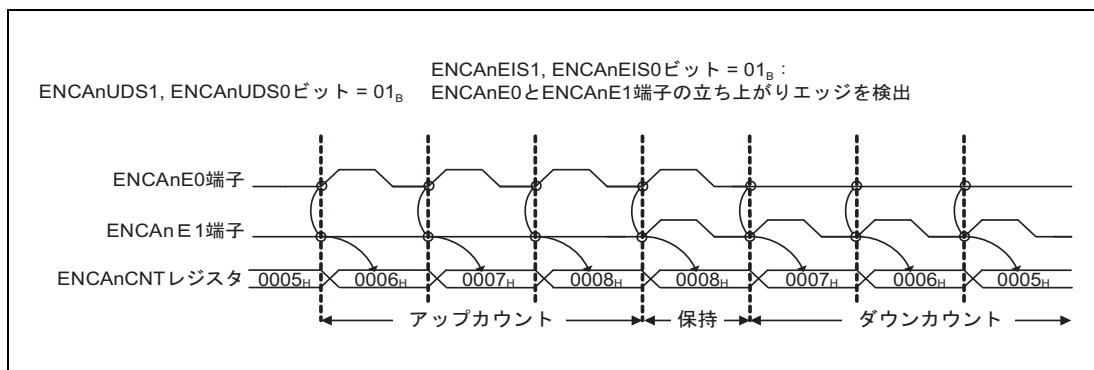 ENCAnUDS1, ENCAnUDS0ビット = 01B
ENCAnEIS1, ENCAnEIS0ビット = 01B :
ENCAnE0とENCAnE1端子の立ち上がりエッジを検出
ENCAnE0端子
ENCAnE1端子
ENCAnCNTレジスタ 0005H 0006H 0007H 0008H 0008H 0007H 0006H 0005H
アップカウント 保持 ダウンカウント